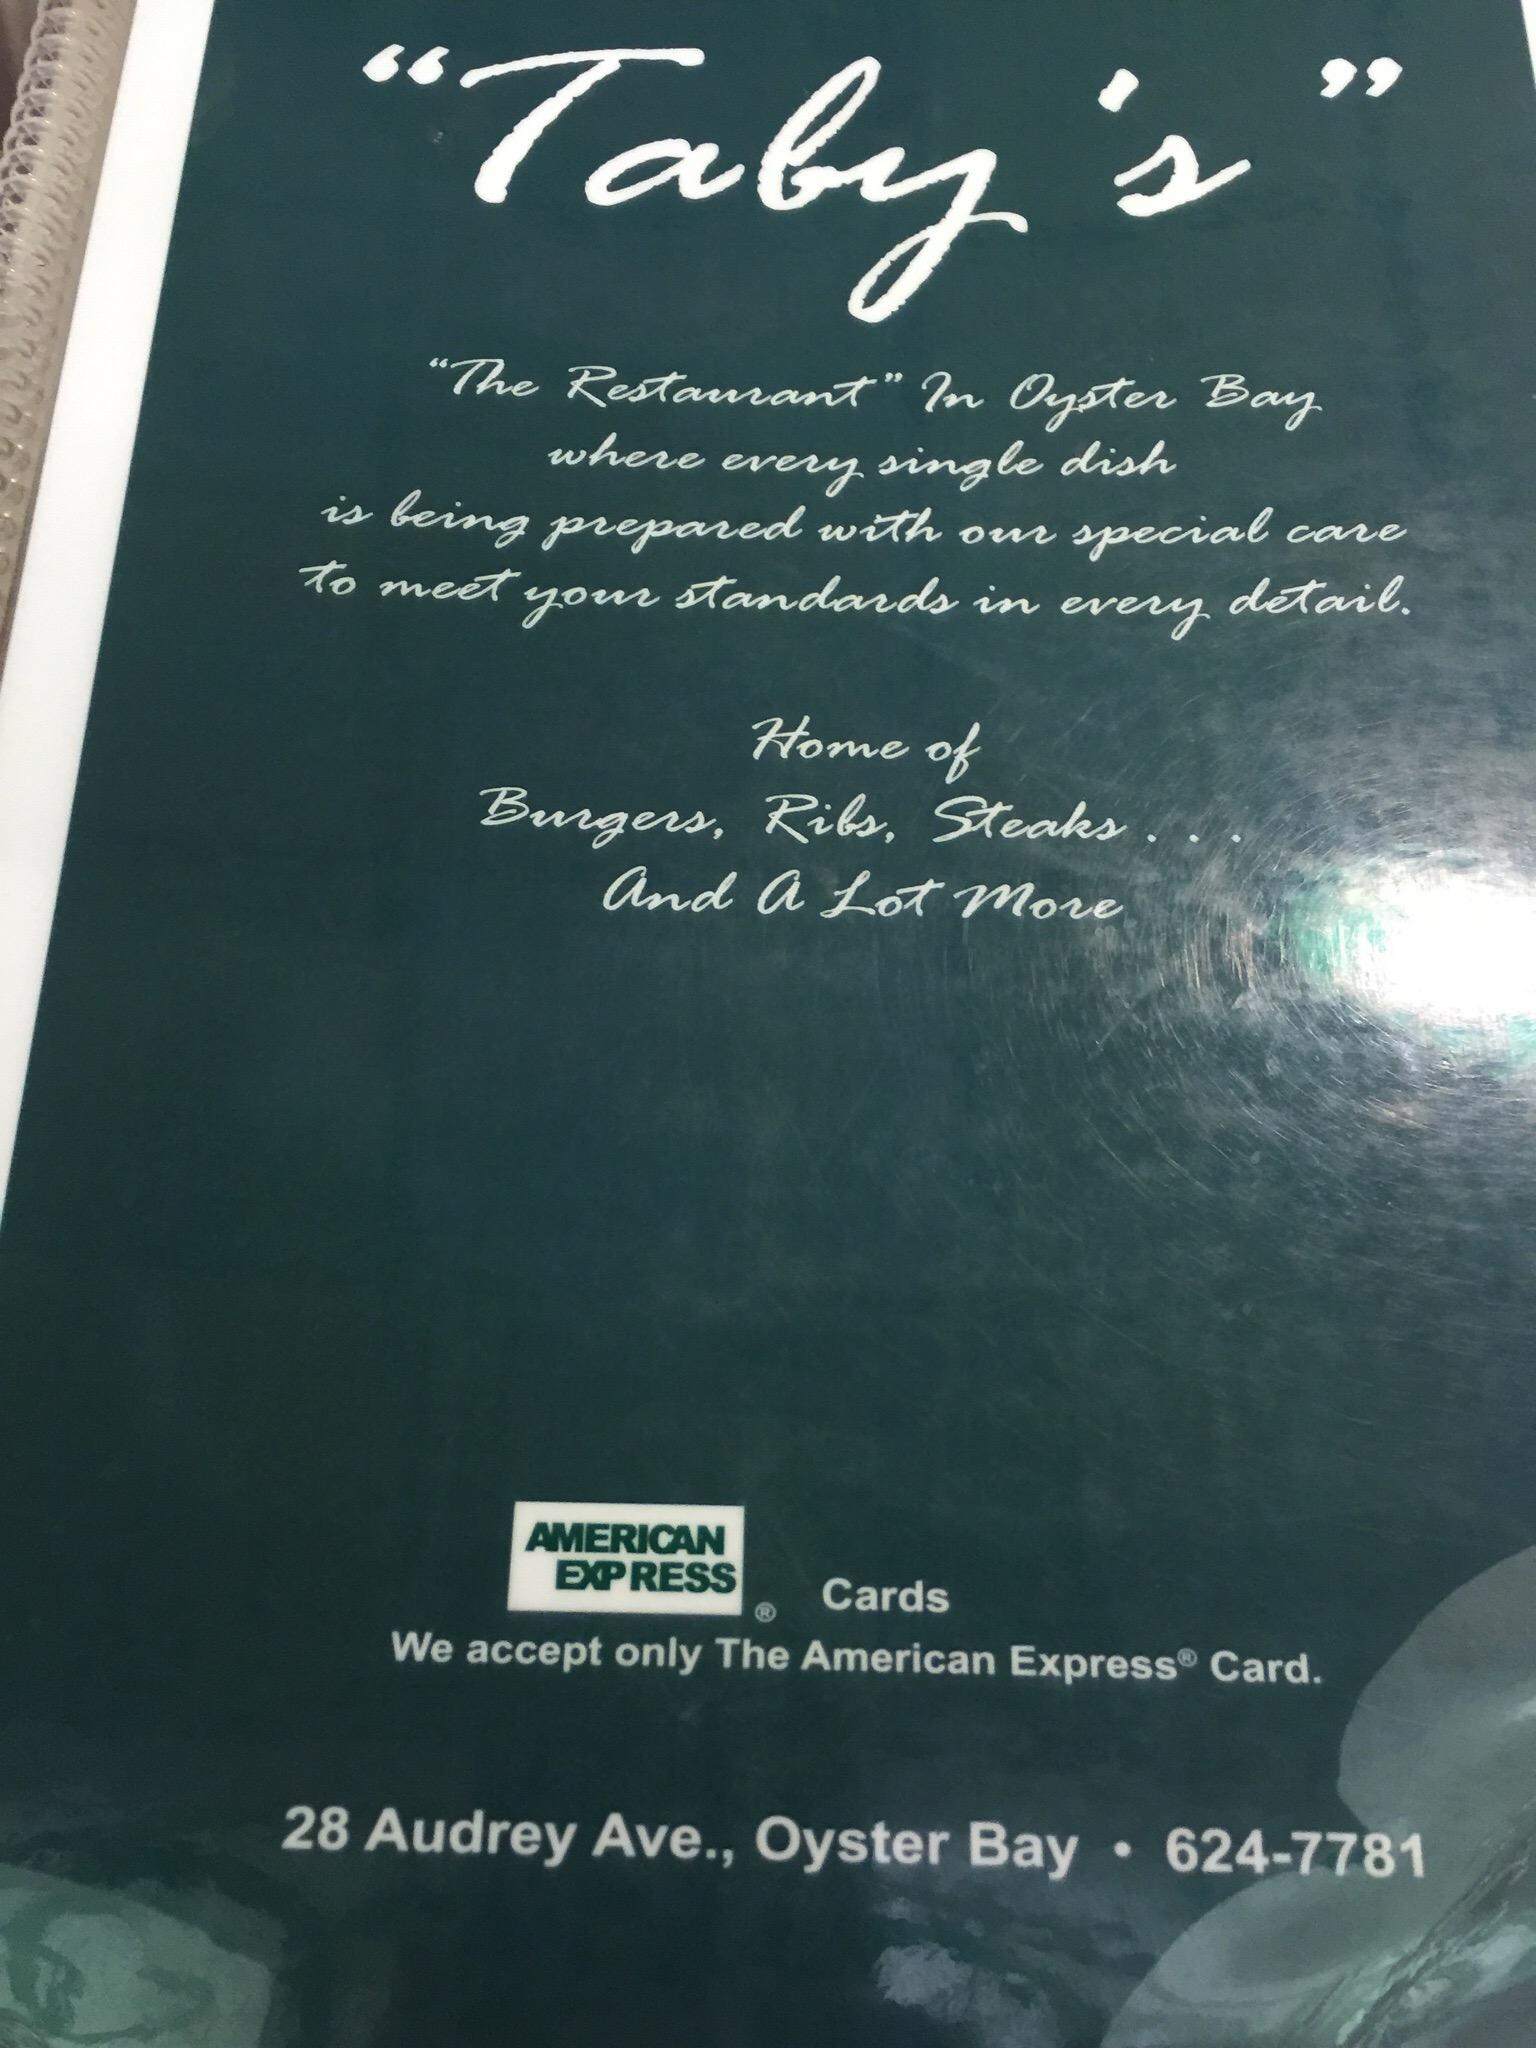 “Taby's”
“The Restaurant” In Oyster Bay
where every single dish
is being prepared with our special care
to meet your standards in every detail.
Home of
Burgers, Ribs, Steaks . . .
And A Lot More
AMERICAN
EXPRESS
® Cards
We accept only The American Express® Card.
28 Audrey Ave., Oyster Bay • 624-7781